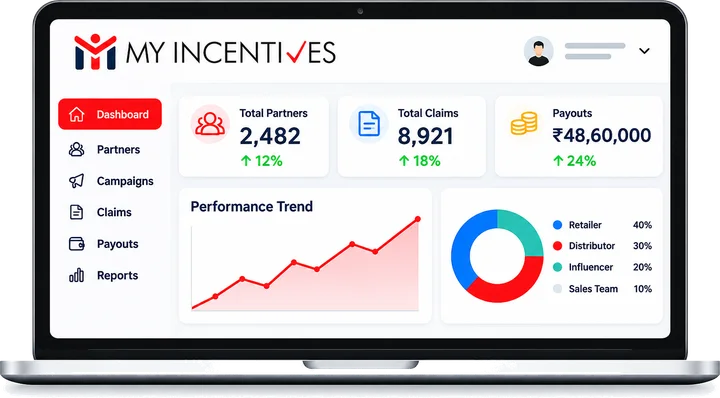 MY INCENTIVES
Dashboard
Partners
Campaigns
Claims
Payouts
Reports
Total Partners
2,482
↑ 12%
Total Claims
8,921
↑ 18%
Payouts
₹48,60,000
↑ 24%
Performance Trend
Retailer 40%
Distributor 30%
Influencer 20%
Sales Team 10%